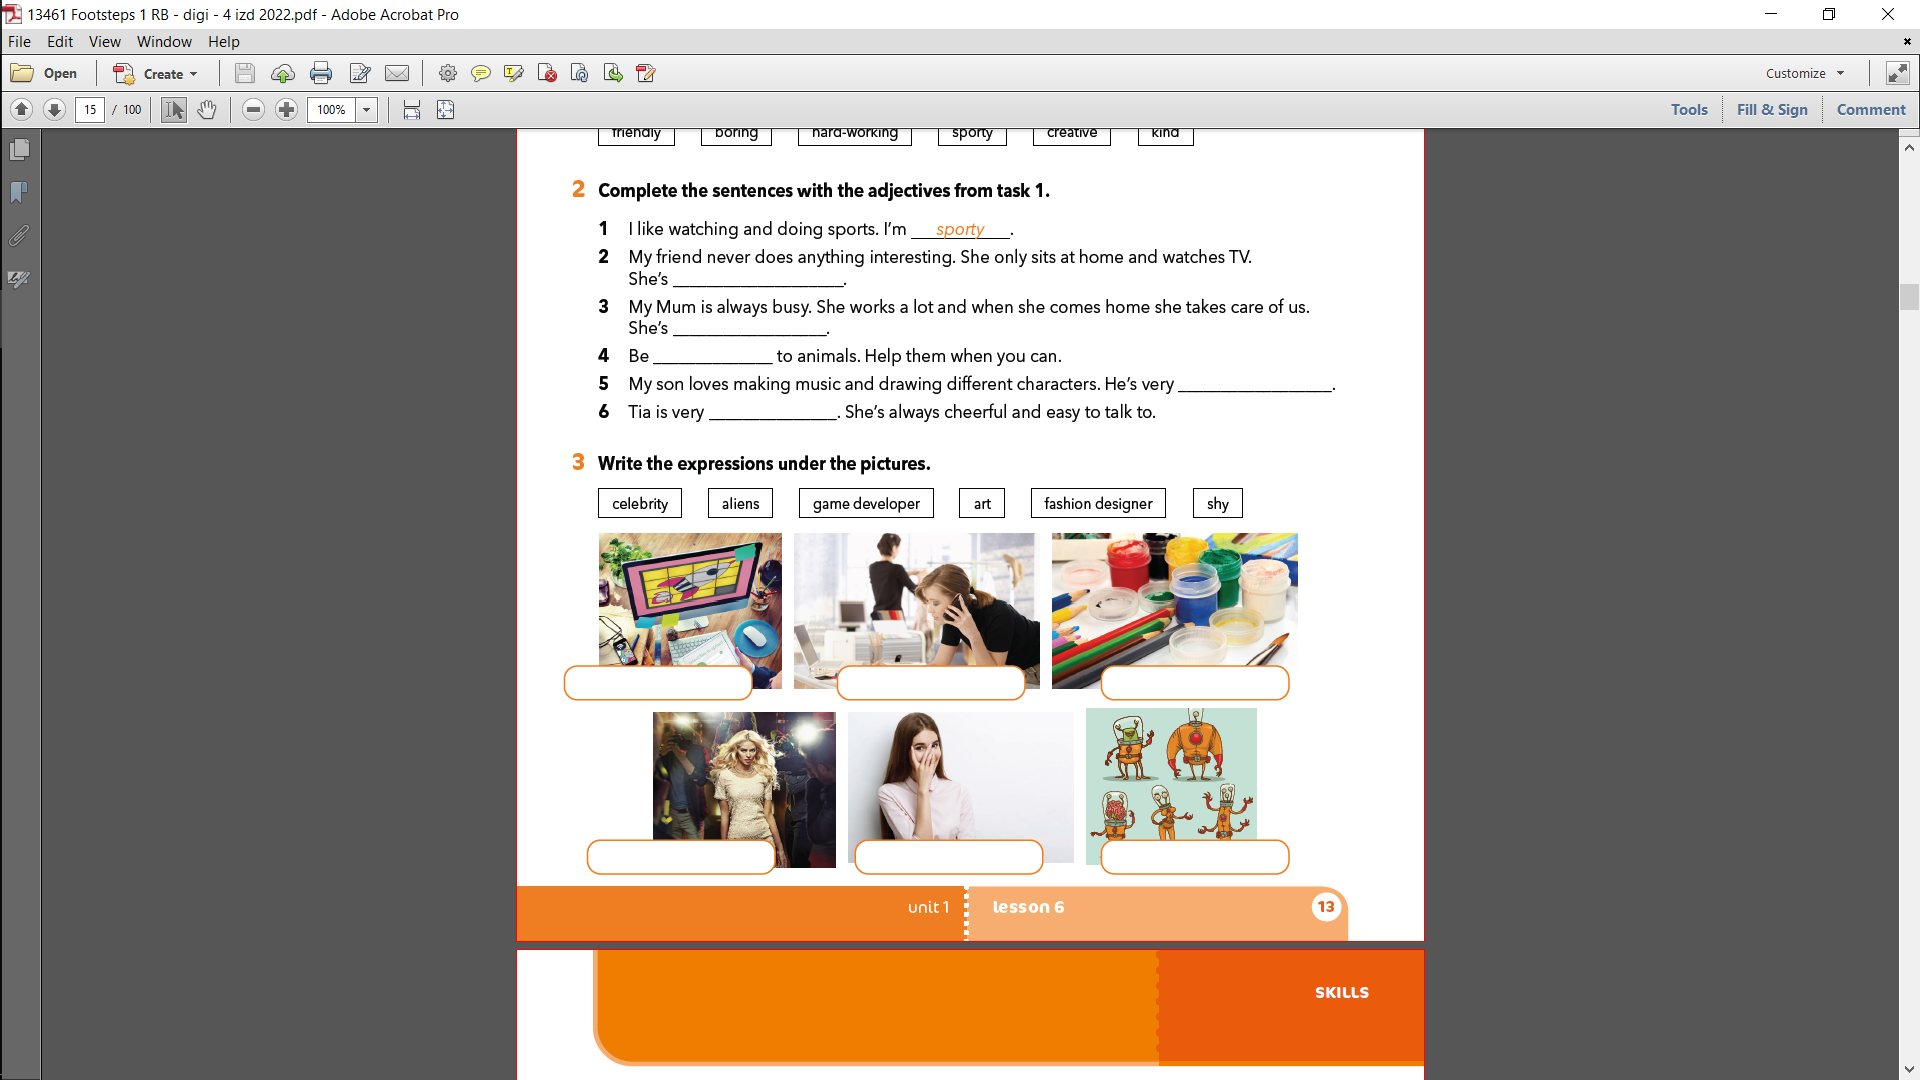 13461 Footsteps 1 RB - digi - 4 izd 2022.pdf - Adobe Acrobat Pro
File Edit View Window Help
Open Create Customize
15 / 100 100% Tools Fill & Sign Comment
friendly boring hard-working sporty creative kind
2 Complete the sentences with the adjectives from task 1.
1 I like watching and doing sports. I'm __________ sporty __________.
2 My friend never does anything interesting. She only sits at home and watches TV.
She's ____________________.
3 My Mum is always busy. She works a lot and when she comes home she takes care of us.
She's __________________.
4 Be ______________ to animals. Help them when you can.
5 My son loves making music and drawing different characters. He's very __________________.
6 Tia is very _______________. She's always cheerful and easy to talk to.
3 Write the expressions under the pictures.
celebrity aliens game developer art fashion designer shy
unit 1 lesson 6 13
SKILLS